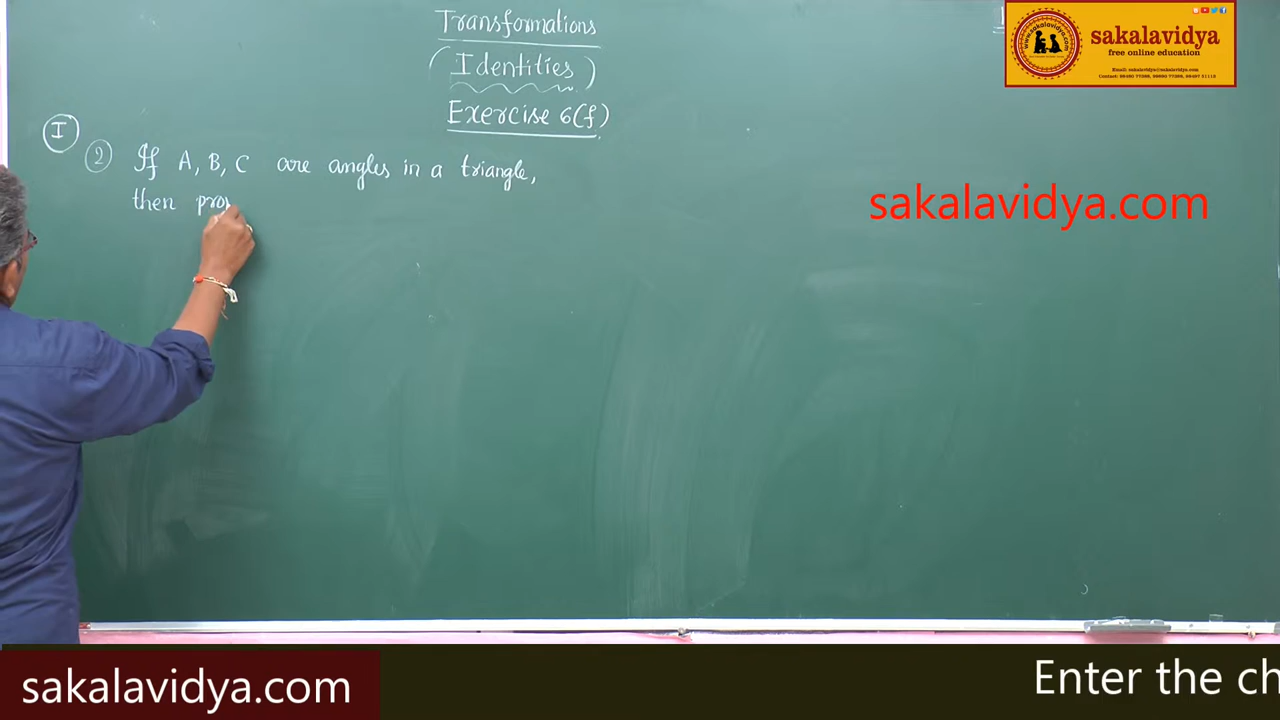 Transformations
(Identities)
Exercise 6(f)
I
2 If A, B, C are angles in a triangle,
then prov
sakalavidya
free online education
sakalavidya.com
sakalavidya.com
Enter the ch